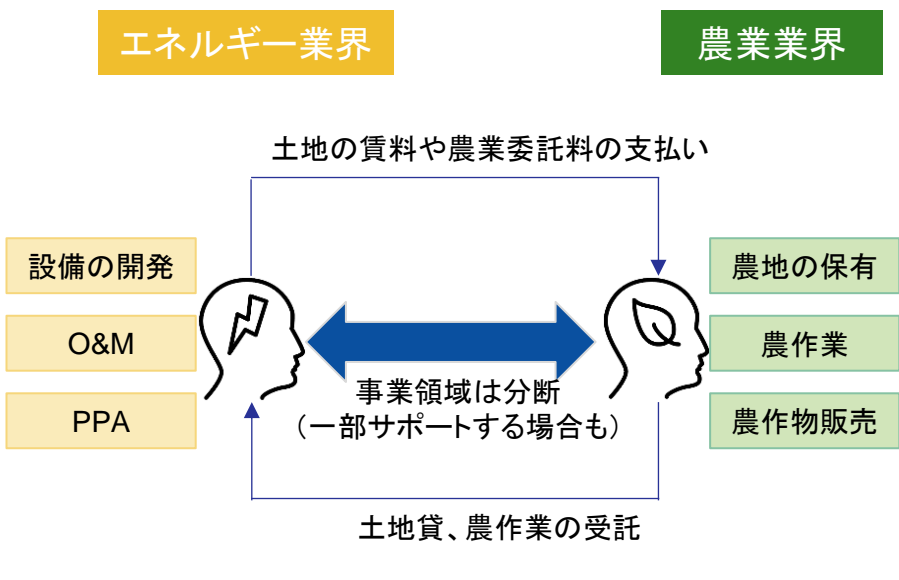 エネルギー業界
農業業界
土地の賃料や農業委託料の支払い
設備の開発
O&M
PPA
事業領域は分断
（一部サポートする場合も）
農地の保有
農作業
農作物販売
土地貸、農作業の受託